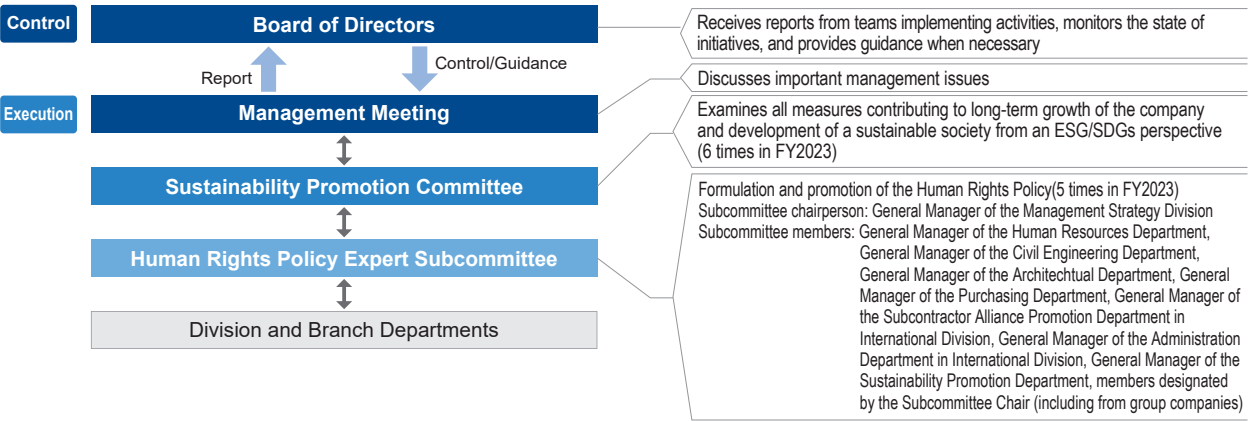 Control
Board of Directors
Receives reports from teams implementing activities, monitors the state of
initiatives, and provides guidance when necessary
Report
Control/Guidance
Discusses important management issues
Execution
Management Meeting
Examines all measures contributing to long-term growth of the company
and development of a sustainable society from an ESG/SDGs perspective
(6 times in FY2023)
Sustainability Promotion Committee
Human Rights Policy Expert Subcommittee
Division and Branch Departments
Formulation and promotion of the Human Rights Policy(5 times in FY2023)
Subcommittee chairperson: General Manager of the Management Strategy Division
Subcommittee members: General Manager of the Human Resources Department,
General Manager of the Civil Engineering Department,
General Manager of the Architechtual Department, General
Manager of the Purchasing Department, General Manager of
the Subcontractor Alliance Promotion Department in
International Division, General Manager of the Administration
Department in International Division, General Manager of the
Sustainability Promotion Department, members designated
by the Subcommittee Chair (including from group companies)